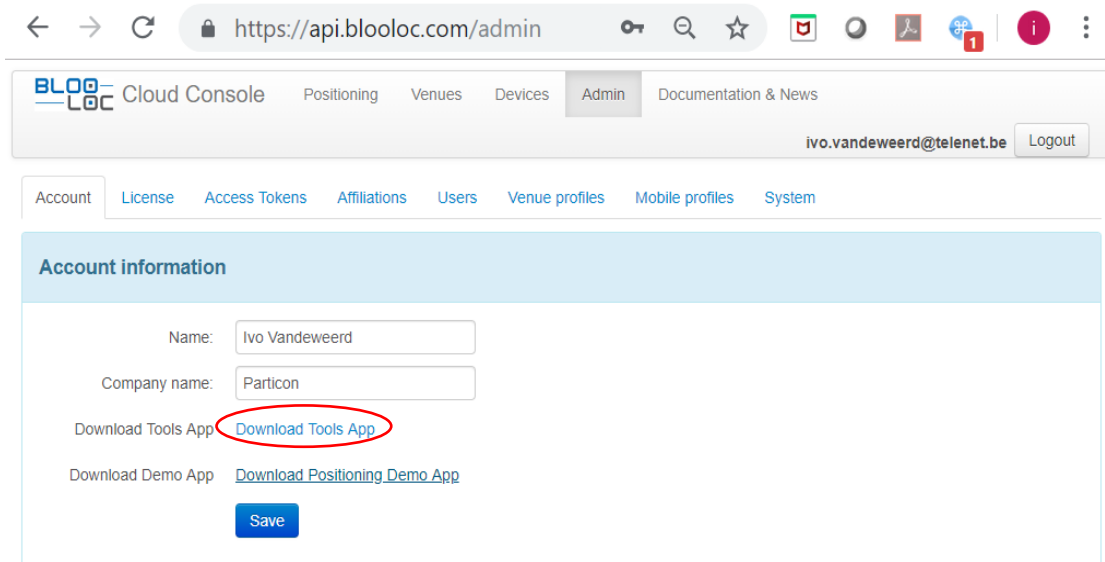 https://api.blooloc.com/admin
1
i
BLOO LOC Cloud Console Positioning Venues Devices Admin Documentation & News
ivo.vandeweerd@telenet.be Logout
Account License Access Tokens Affiliations Users Venue profiles Mobile profiles System
Account information
Name: Ivo Vandeweerd
Company name: Particon
Download Tools App Download Tools App
Download Demo App Download Positioning Demo App
Save